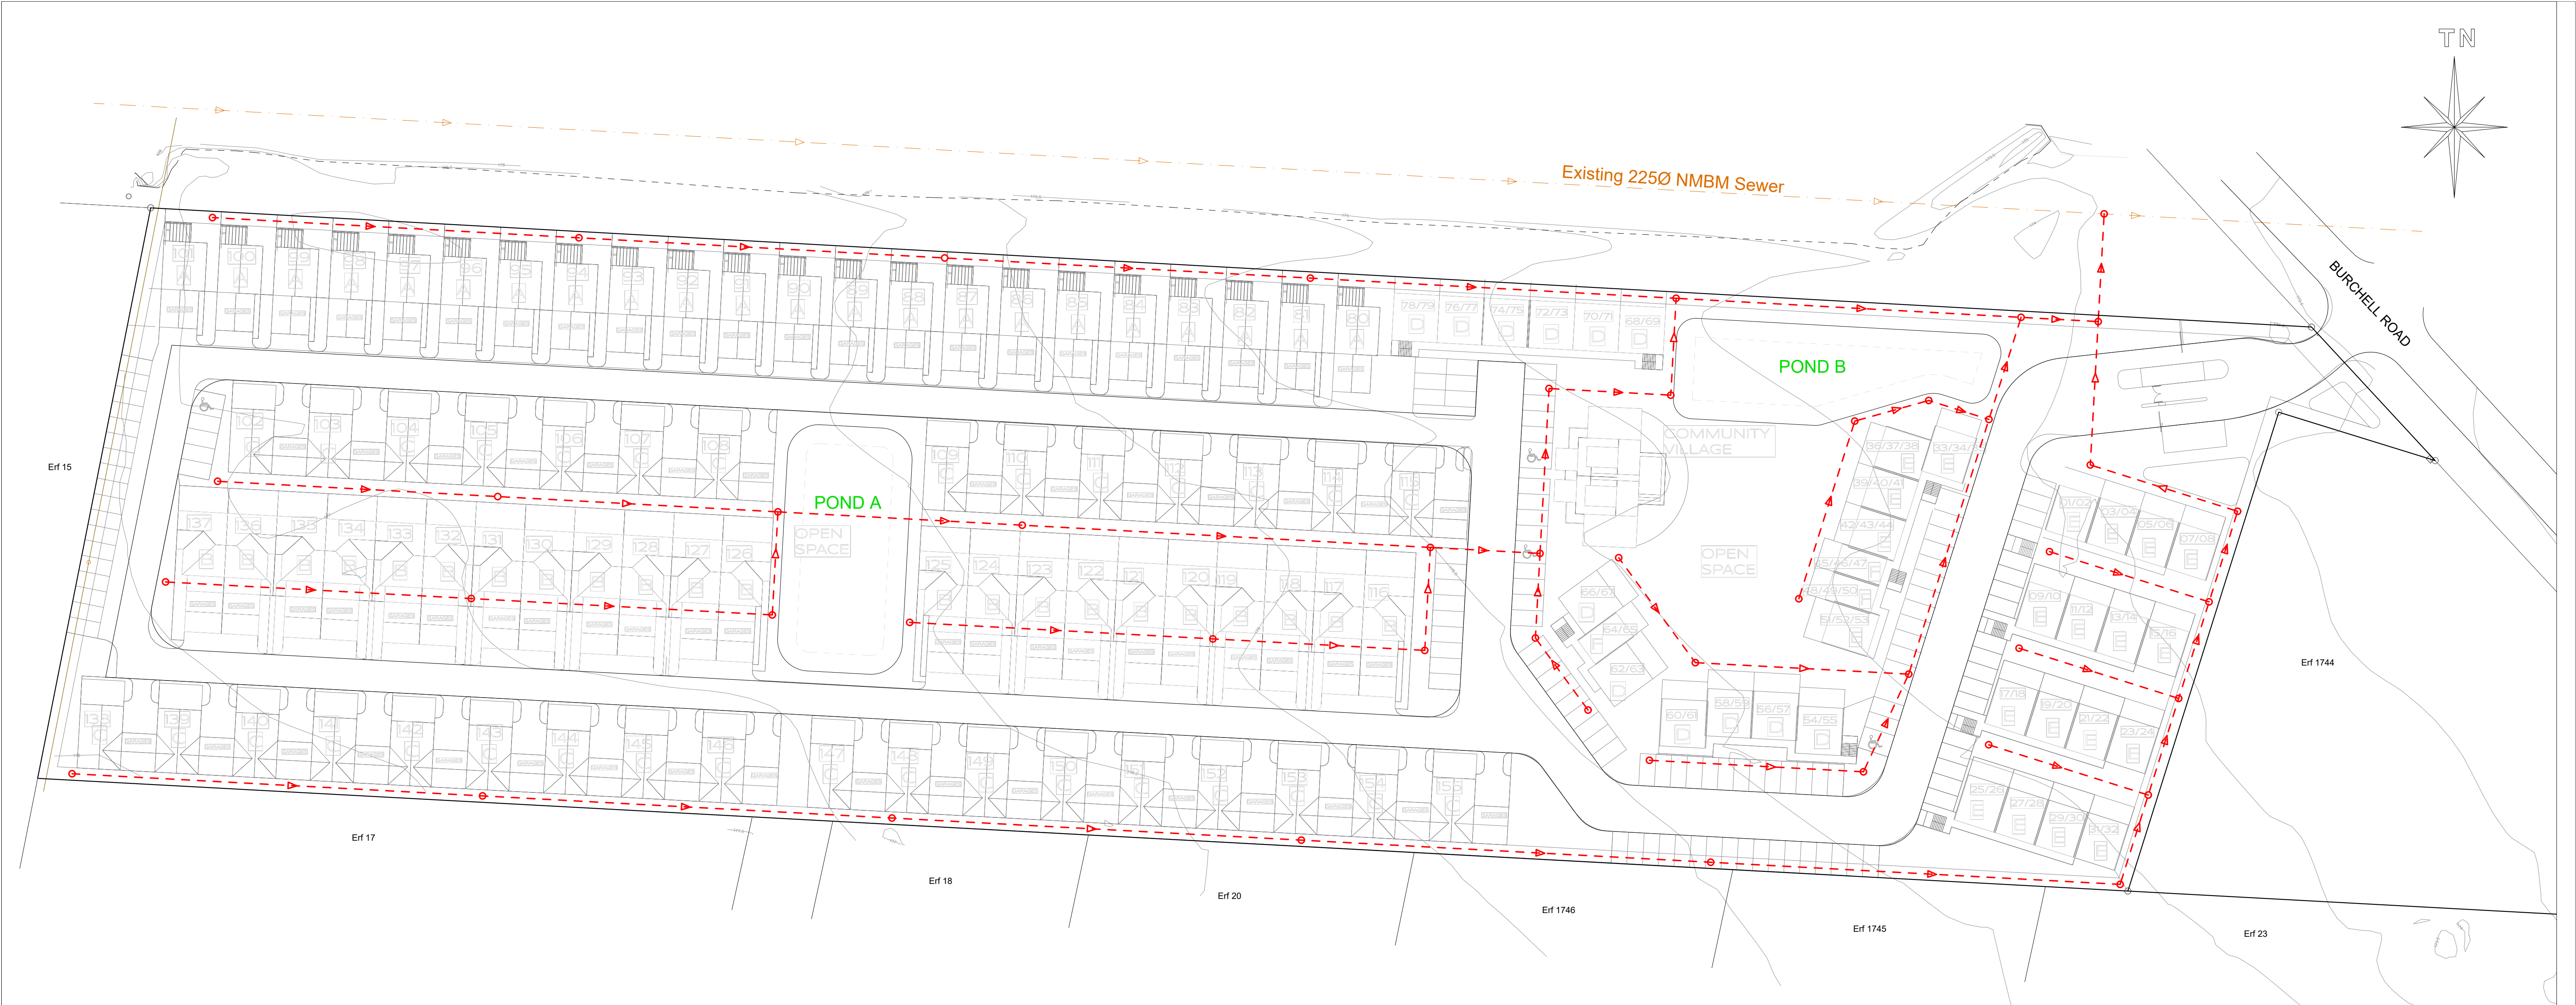 TN
Existing 225Ø NMBM Sewer
BURCHELL ROAD
101
A
100
A
99
A
98
A
97
A
96
A
95
A
94
A
93
A
92
A
91
A
90
A
89
A
88
A
87
A
86
A
85
A
84
A
83
A
82
A
81
A
80
A
78/79
D
76/77
D
74/75
D
72/73
D
70/71
D
68/69
D
POND B
Erf 15
102
C
103
C
104
C
105
C
106
C
107
C
108
C
POND A
OPEN
SPACE
109
C
110
C
111
C
112
C
113
C
114
C
115
C
COMMUNITY
VILLAGE
OPEN
SPACE
36/37/38
E
39/40/41
E
42/43/44
E
45/46/47
E
48/49/50
E
51/52/53
E
01/02
E
03/04
E
05/06
E
07/08
E
137
B
136
B
135
B
134
B
133
B
132
B
131
B
130
B
129
B
128
B
127
B
126
B
125
B
124
B
123
B
122
B
121
B
120
B
119
B
118
B
117
B
116
B
66/67
D
64/65
62/63
D
60/61
D
58/59
D
56/57
D
54/55
D
09/10
E
11/12
E
13/14
E
15/16
E
17/18
E
19/20
E
21/22
E
23/24
E
25/26
E
27/28
E
29/30
E
31/32
E
Erf 1744
138
C
139
C
140
C
141
C
142
C
143
C
144
C
145
C
146
C
147
C
148
C
149
C
150
C
151
C
152
C
153
C
154
C
155
C
Erf 17
Erf 18
Erf 20
Erf 1746
Erf 1745
Erf 23